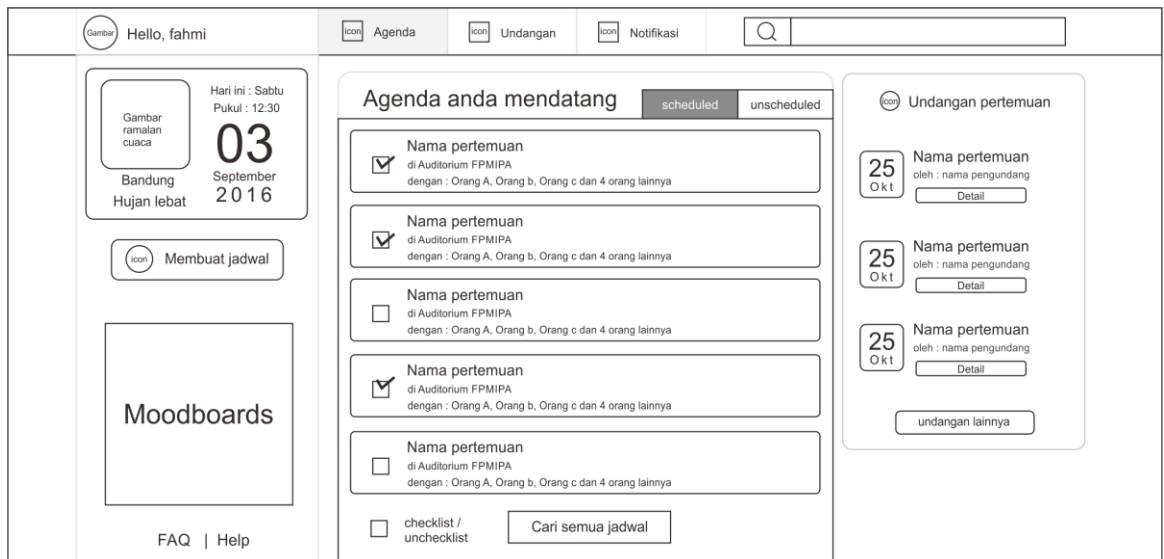 Gambar
Hello, fahmi
icon
Agenda
icon
Undangan
icon
Notifikasi
Gambar
ramalan
cuaca
Bandung
Hujan lebat
Hari ini : Sabtu
Pukul : 12:30
03
September
2016
icon
Membuat jadwal
Moodboards
FAQ | Help
Agenda anda mendatang
scheduled
unscheduled
Nama pertemuan
di Auditorium FPMIPA
dengan : Orang A, Orang b, Orang c dan 4 orang lainnya
Nama pertemuan
di Auditorium FPMIPA
dengan : Orang A, Orang b, Orang c dan 4 orang lainnya
Nama pertemuan
di Auditorium FPMIPA
dengan : Orang A, Orang b, Orang c dan 4 orang lainnya
Nama pertemuan
di Auditorium FPMIPA
dengan : Orang A, Orang b, Orang c dan 4 orang lainnya
Nama pertemuan
di Auditorium FPMIPA
dengan : Orang A, Orang b, Orang c dan 4 orang lainnya
checklist /
unchecklist
Cari semua jadwal
icon
Undangan pertemuan
25
Okt
Nama pertemuan
oleh : nama pengundang
Detail
25
Okt
Nama pertemuan
oleh : nama pengundang
Detail
25
Okt
Nama pertemuan
oleh : nama pengundang
Detail
undangan lainnya